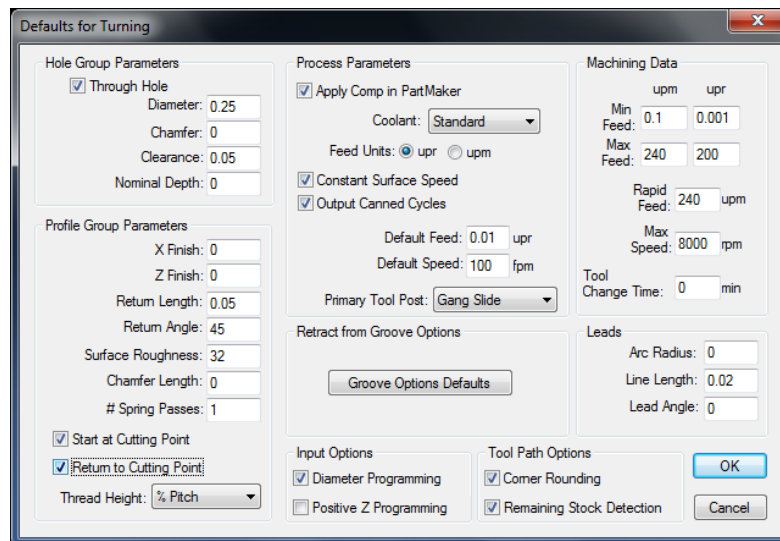 Defaults for Turning
Hole Group Parameters
Through Hole
Diameter: 0.25
Chamfer: 0
Clearance: 0.05
Nominal Depth: 0
Profile Group Parameters
X Finish: 0
Z Finish: 0
Return Length: 0.05
Return Angle: 45
Surface Roughness: 32
Chamfer Length: 0
# Spring Passes: 1
Start at Cutting Point
Return to Cutting Point
Thread Height: % Pitch
Process Parameters
Apply Comp in PartMaker
Coolant: Standard
Feed Units: upr upm
Constant Surface Speed
Output Canned Cycles
Default Feed: 0.01 upr
Default Speed: 100 fpm
Primary Tool Post: Gang Slide
Retract from Groove Options
Groove Options Defaults
Input Options
Diameter Programming
Positive Z Programming
Tool Path Options
Corner Rounding
Remaining Stock Detection
Machining Data
upm upr
Min
Feed: 0.1 0.001
Max
Feed: 240 200
Rapid
Feed: 240 upm
Max
Speed: 8000 rpm
Tool
Change Time: 0 min
Leads
Arc Radius: 0
Line Length: 0.02
Lead Angle: 0
OK
Cancel